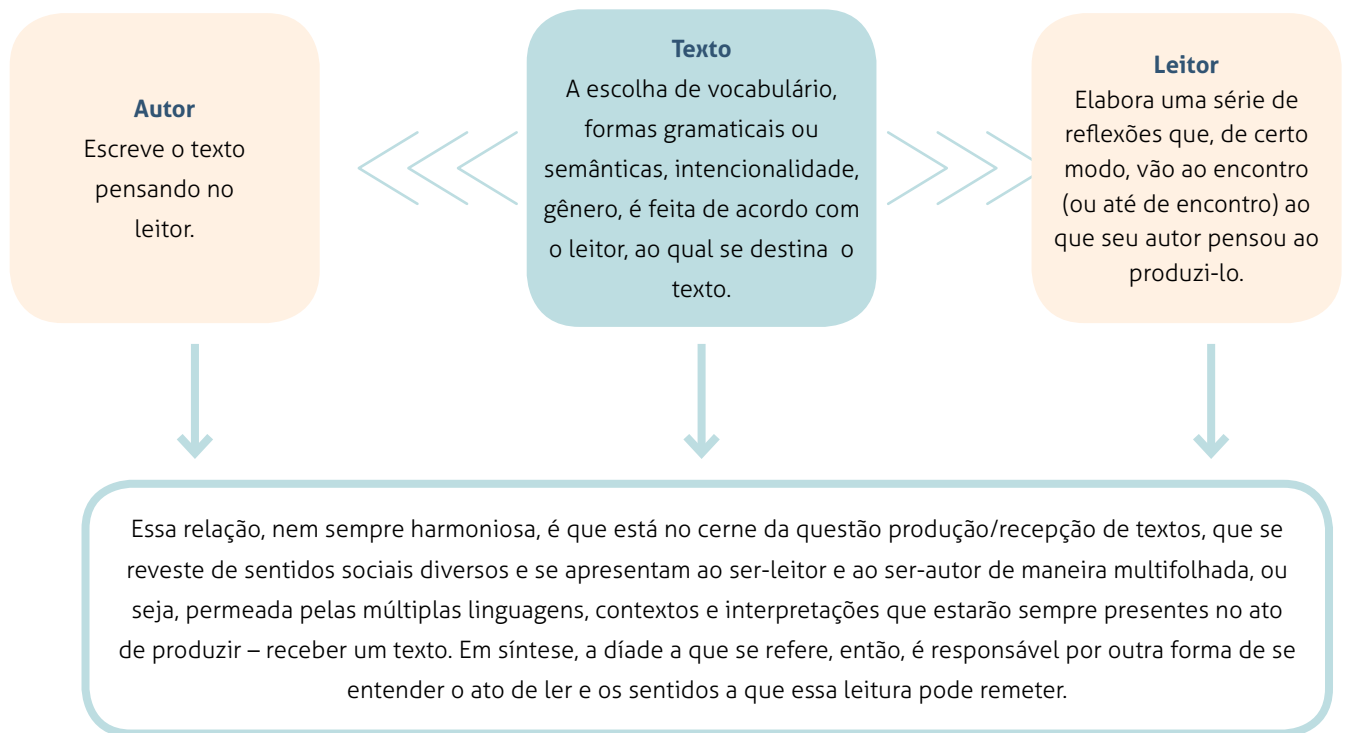 Autor
Escreve o texto
pensando no
leitor.
Texto
A escolha de vocabulário,
formas gramaticais ou
semânticas, intencionalidade,
gênero, é feita de acordo com
o leitor, ao qual se destina o
texto.
Leitor
Elabora uma série de
reflexões que, de certo
modo, vão ao encontro
(ou até de encontro) ao
que seu autor pensou ao
produzi-lo.
Essa relação, nem sempre harmoniosa, é que está no cerne da questão produção/recepção de textos, que se
reveste de sentidos sociais diversos e se apresentam ao ser-leitor e ao ser-autor de maneira multifolhada, ou
seja, permeada pelas múltiplas linguagens, contextos e interpretações que estarão sempre presentes no ato
de produzir – receber um texto. Em síntese, a díade a que se refere, então, é responsável por outra forma de se
entender o ato de ler e os sentidos a que essa leitura pode remeter.